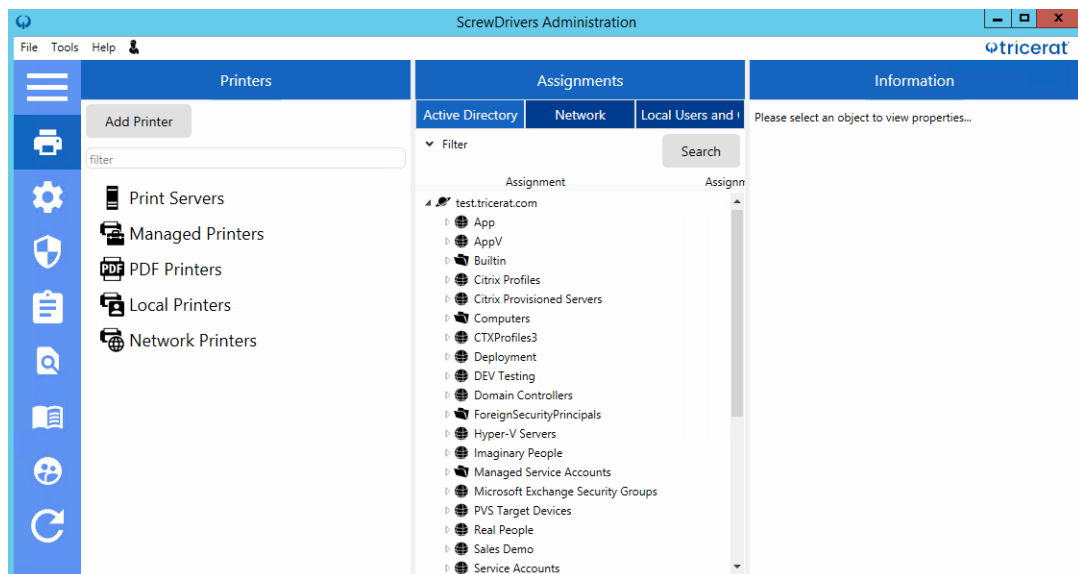 ScrewDrivers Administration
File Tools Help
tricerat
Printers
Add Printer
filter
Print Servers
Managed Printers
PDF
PDF Printers
Local Printers
Network Printers
Assignments
Active Directory Network Local Users and
Filter
Search
Assignment Assignm
test.tricerat.com
App
AppV
Builtin
Citrix Profiles
Citrix Provisioned Servers
Computers
CTXProfiles3
Deployment
DEV Testing
Domain Controllers
ForeignSecurityPrincipals
Hyper-V Servers
Imaginary People
Managed Service Accounts
Microsoft Exchange Security Groups
PVS Target Devices
Real People
Sales Demo
Service Accounts
Information
Please select an object to view properties...